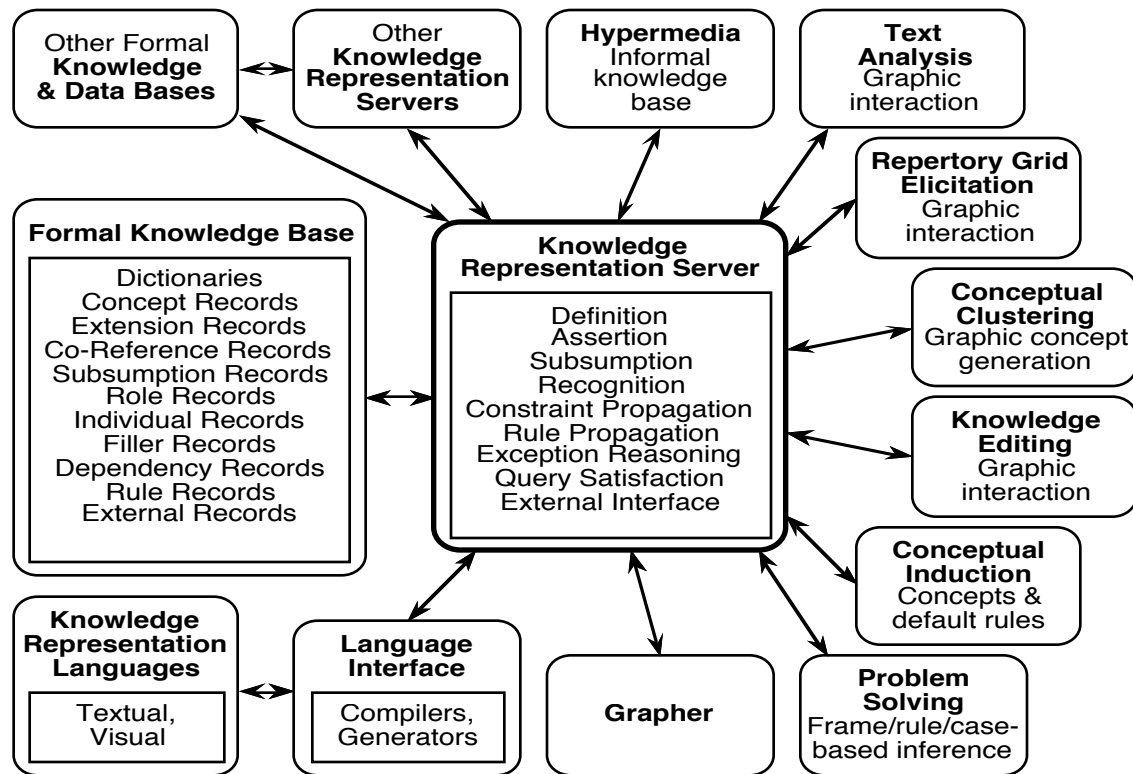 Other Formal
Knowledge
& Data Bases
Other
Knowledge
Representation
Servers
Hypermedia
Informal
knowledge
base
Text
Analysis
Graphic
interaction
Repertory Grid
Elicitation
Graphic
interaction
Formal Knowledge Base
Dictionaries
Concept Records
Extension Records
Co-Reference Records
Subsumption Records
Role Records
Individual Records
Filler Records
Dependency Records
Rule Records
External Records
Knowledge
Representation Server
Definition
Assertion
Subsumption
Recognition
Constraint Propagation
Rule Propagation
Exception Reasoning
Query Satisfaction
External Interface
Conceptual
Clustering
Graphic concept
generation
Knowledge
Editing
Graphic
interaction
Conceptual
Induction
Concepts &
default rules
Knowledge
Representation
Languages
Textual,
Visual
Language
Interface
Compilers,
Generators
Grapher
Problem
Solving
Frame/rule/case-
based inference